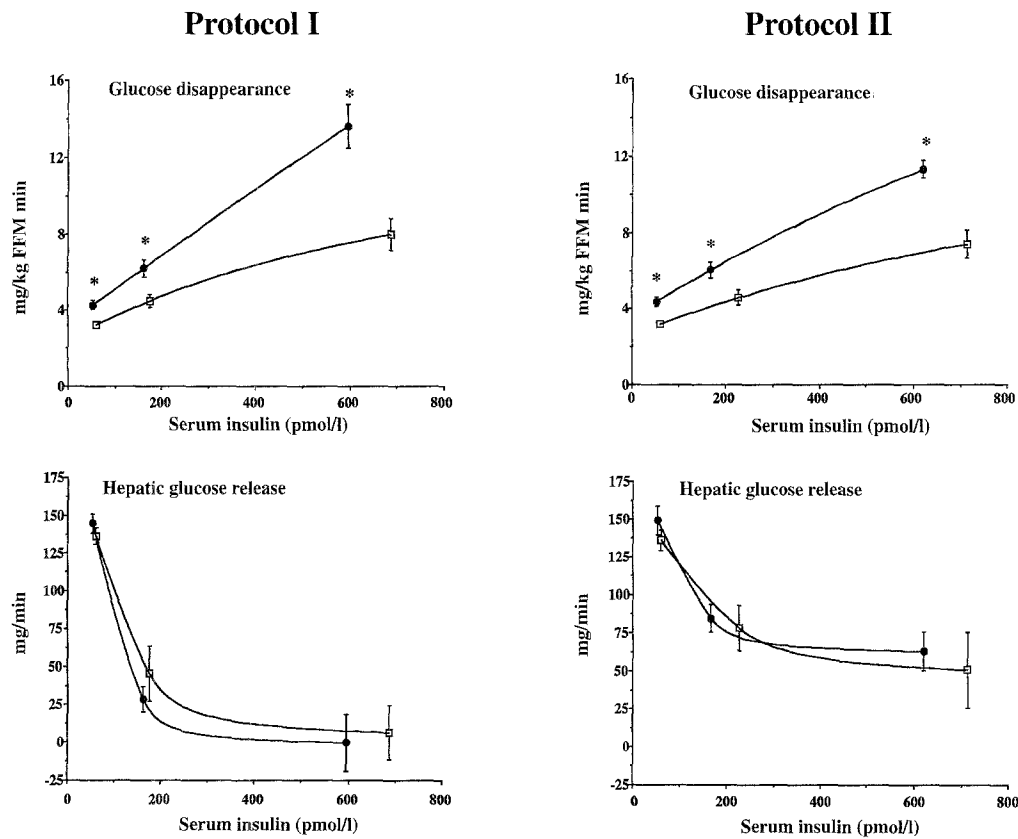 Protocol I
Protocol II
Glucose disappearance
16
12
8
4
0
mg/kg FFM min
*
*
*
0 200 400 600 800
Serum insulin (pmol/l)
Glucose disappearance
16
12
8
4
0
mg/kg FFM min
*
*
*
0 200 400 600 800
Serum insulin (pmol/l)
Hepatic glucose release
175
150
125
100
75
50
25
0
-25
mg/min
0 200 400 600 800
Serum insulin (pmol/l)
Hepatic glucose release
175
150
125
100
75
50
25
0
-25
mg/min
0 200 400 600 800
Serum insulin (pmol/l)